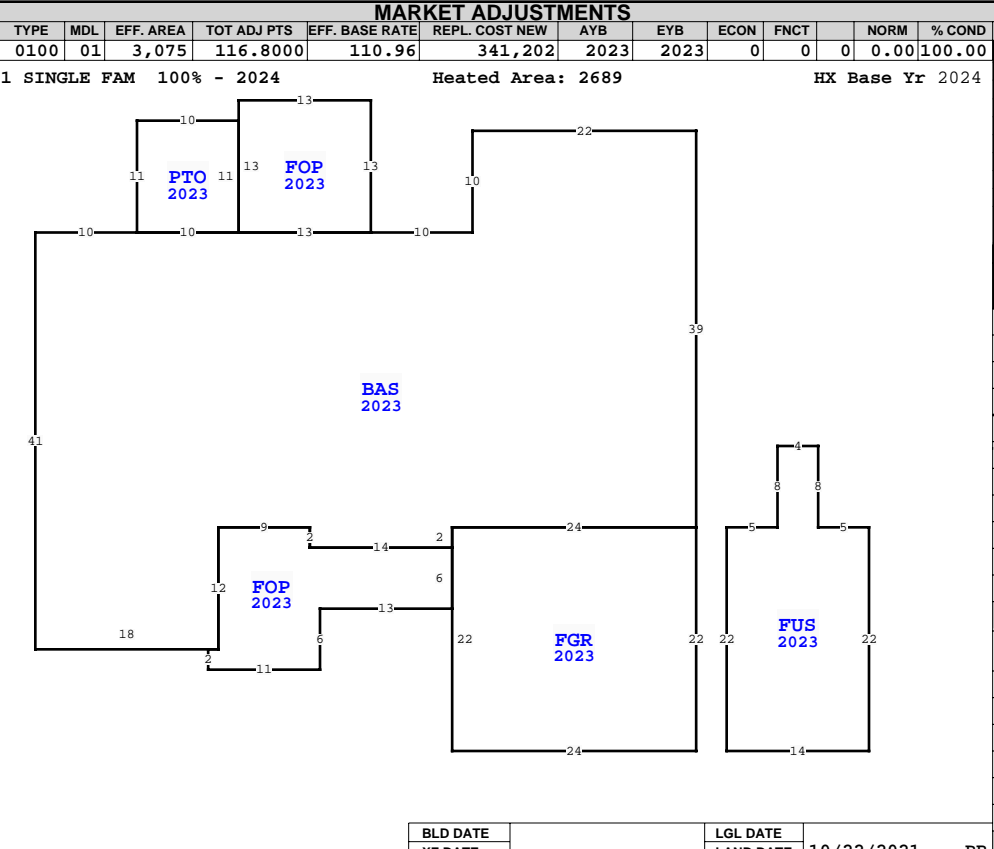 MARKET ADJUSTMENTS
TYPE MDL EFF. AREA TOT ADJ PTS EFF. BASE RATE REPL. COST NEW AYB EYB ECON FNCT NORM % COND
0100 01 3,075 116.8000 110.96 341,202 2023 2023 0 0 0 0.00 100.00
1 SINGLE FAM 100% - 2024 Heated Area: 2689 HX Base Yr 2024
13
10
22
11 PTO 11 13 FOP 13 10
2023 2023
10 10 13 10
39
BAS
2023
41
4
8 8
9 24 5 5
2 14 2
12 FOP 6
2023
13
18 6 22 FGR 22 22 FUS 22
2023 2023
2
11
24 14
BLD DATE LGL DATE